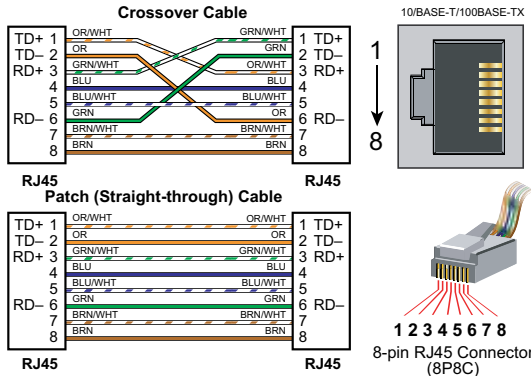 Crossover Cable
TD+ 1 OR/WHT GRN/WHT 1 TD+
TD– 2 OR GRN 2 TD–
RD+ 3 GRN/WHT OR/WHT 3 RD+
4 BLU BLU 4
5 BLU/WHT BLU/WHT 5
RD– 6 GRN OR 6 RD–
7 BRN/WHT BRN/WHT 7
8 BRN BRN 8
RJ45 RJ45
Patch (Straight-through) Cable
TD+ 1 OR/WHT OR/WHT 1 TD+
TD– 2 OR OR 2 TD–
RD+ 3 GRN/WHT GRN/WHT 3 RD+
4 BLU BLU 4
5 BLU/WHT BLU/WHT 5
RD– 6 GRN GRN 6 RD–
7 BRN/WHT BRN/WHT 7
8 BRN BRN 8
RJ45 RJ45
10/BASE-T/100BASE-TX
1
8
1 2 3 4 5 6 7 8
8-pin RJ45 Connector
(8P8C)